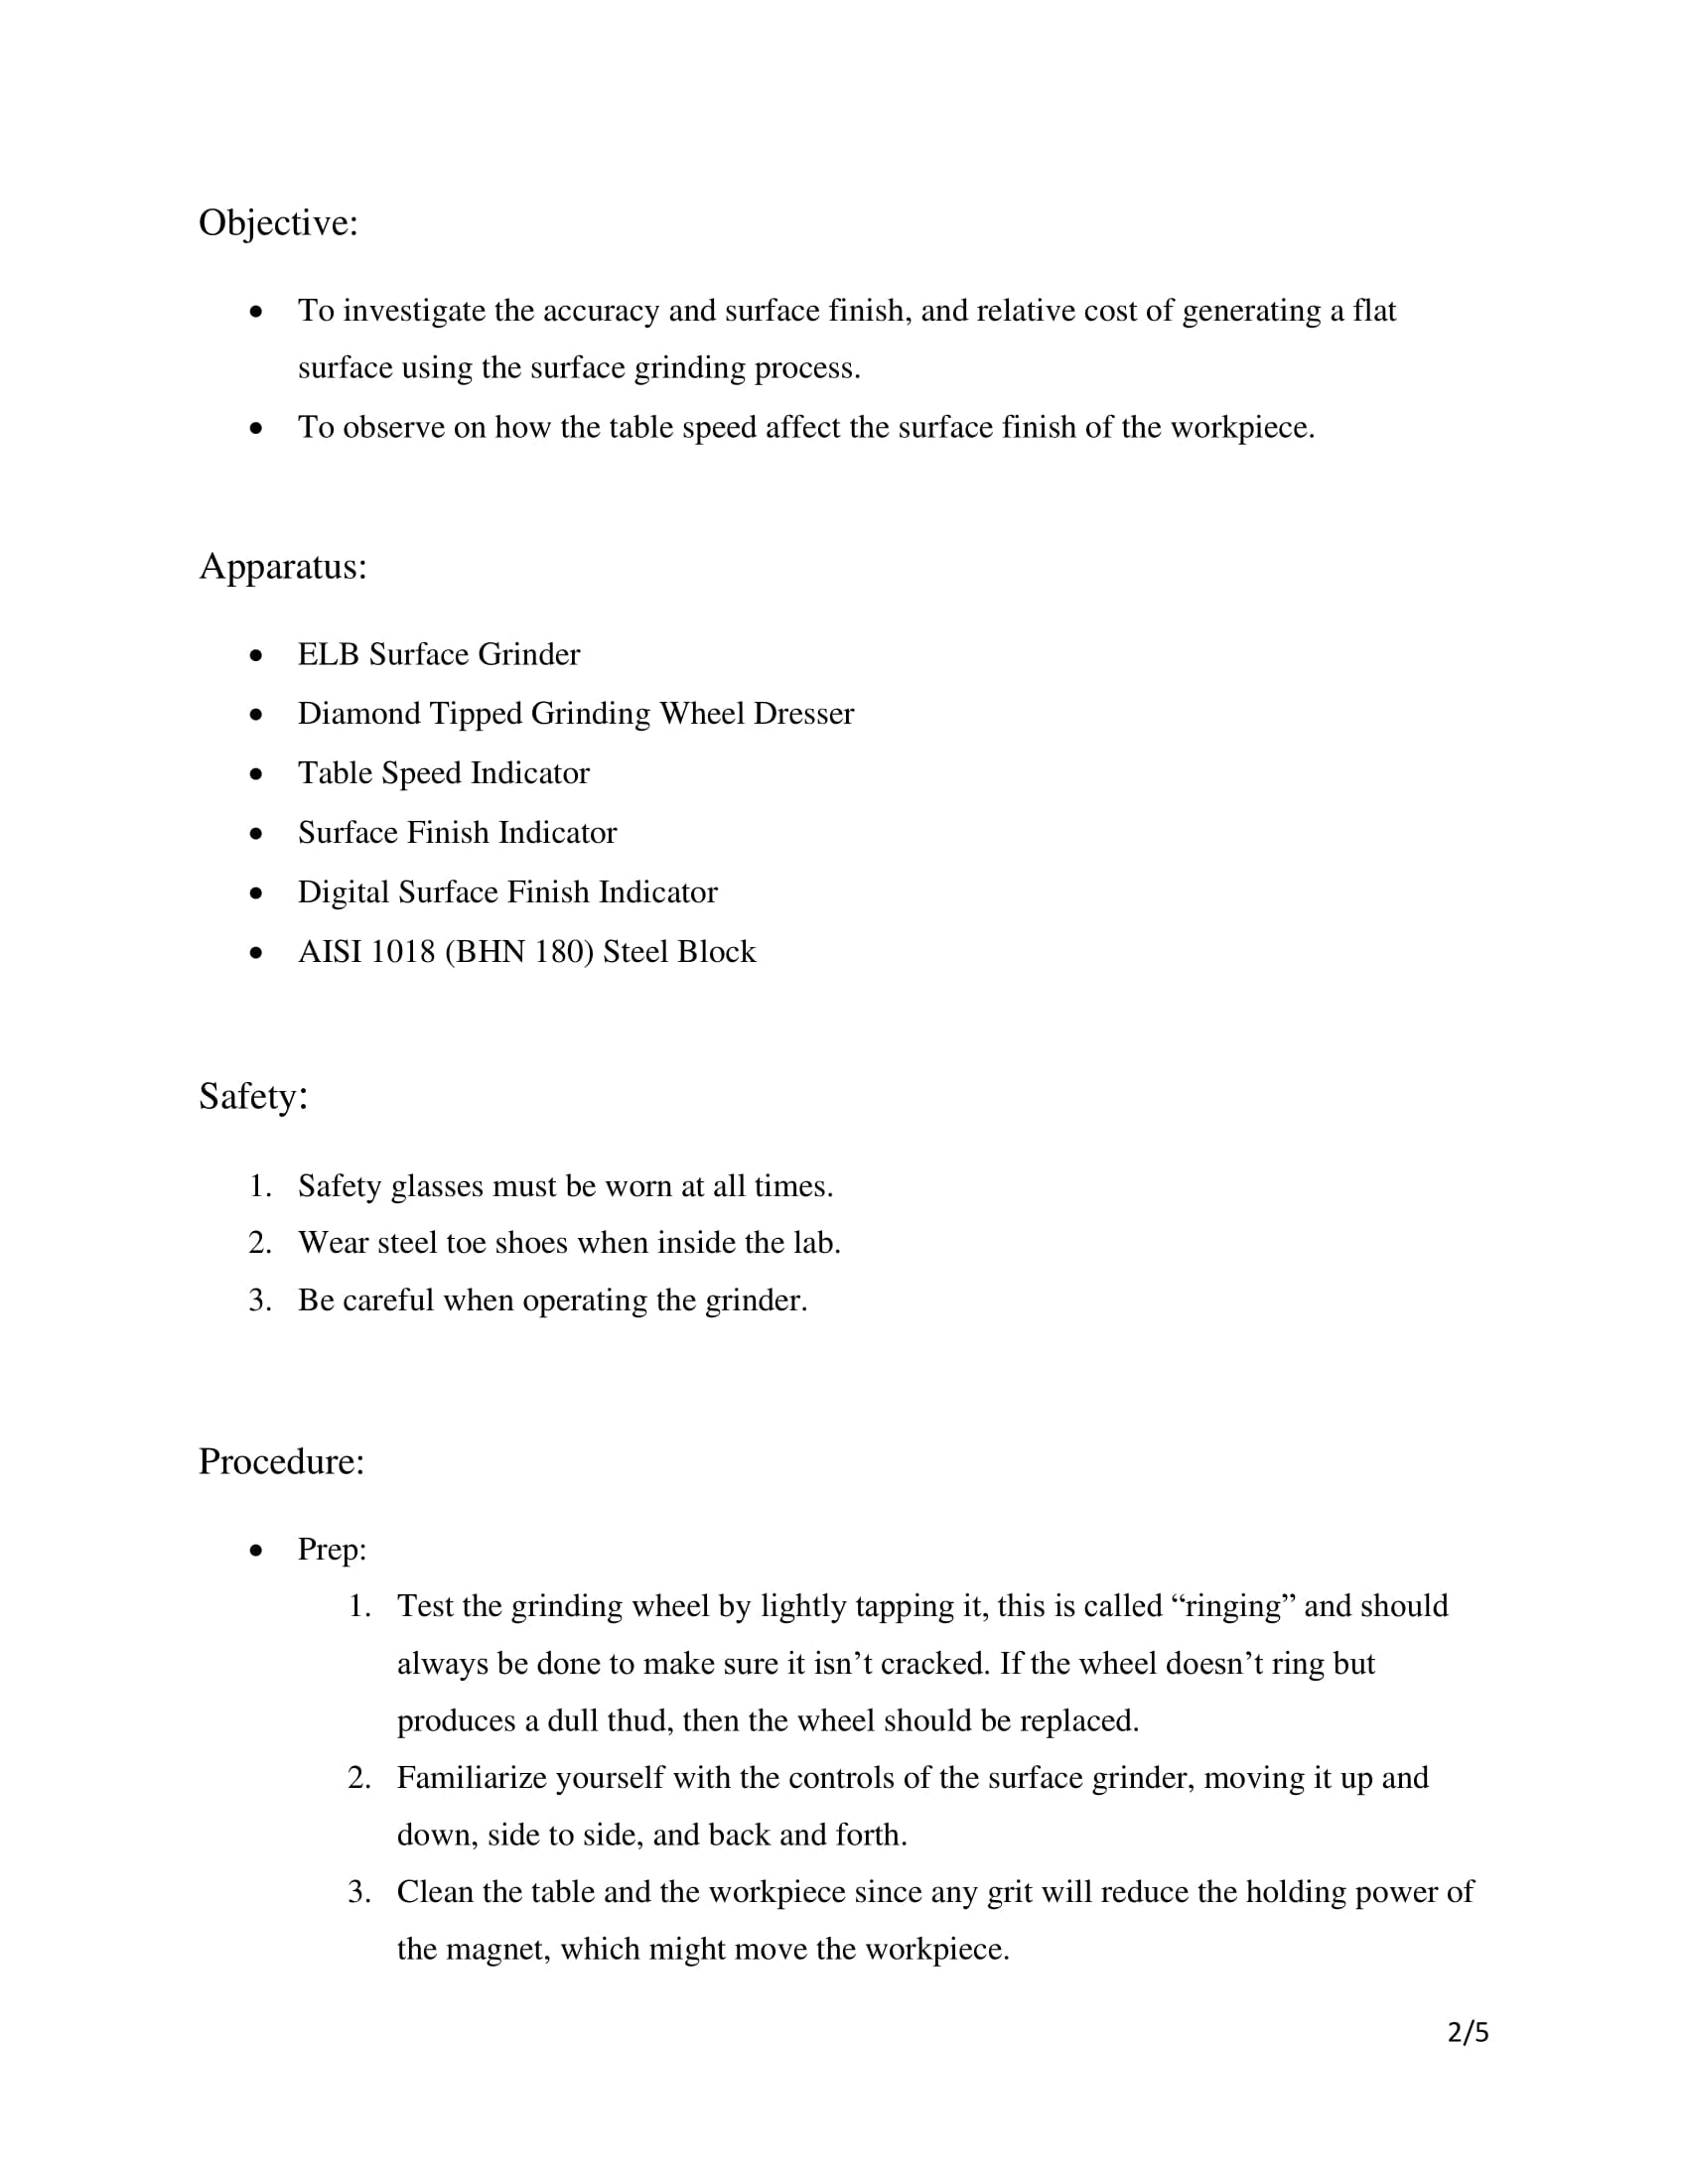 Objective:
• To investigate the accuracy and surface finish, and relative cost of generating a flat
surface using the surface grinding process.
• To observe on how the table speed affect the surface finish of the workpiece.
Apparatus:
• ELB Surface Grinder
• Diamond Tipped Grinding Wheel Dresser
• Table Speed Indicator
• Surface Finish Indicator
• Digital Surface Finish Indicator
• AISI 1018 (BHN 180) Steel Block
Safety:
1. Safety glasses must be worn at all times.
2. Wear steel toe shoes when inside the lab.
3. Be careful when operating the grinder.
Procedure:
• Prep:
1. Test the grinding wheel by lightly tapping it, this is called “ringing” and should
always be done to make sure it isn’t cracked. If the wheel doesn’t ring but
produces a dull thud, then the wheel should be replaced.
2. Familiarize yourself with the controls of the surface grinder, moving it up and
down, side to side, and back and forth.
3. Clean the table and the workpiece since any grit will reduce the holding power of
the magnet, which might move the workpiece.
2/5